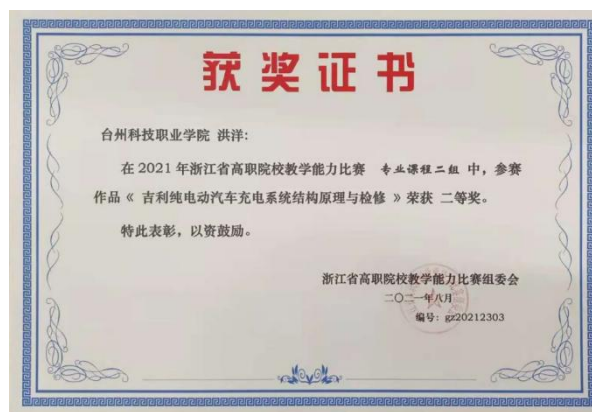 获奖证书
台州科技职业学院 洪洋:
在 2021 年浙江省高职院校教学能力比赛 专业课程二组 中，参赛
作品《 吉利纯电动汽车充电系统结构原理与检修 》荣获 二等奖。
特此表彰，以资鼓励。
浙江省高职院校教学能力比赛组委会
二〇二一年八月
编号：gz20212303